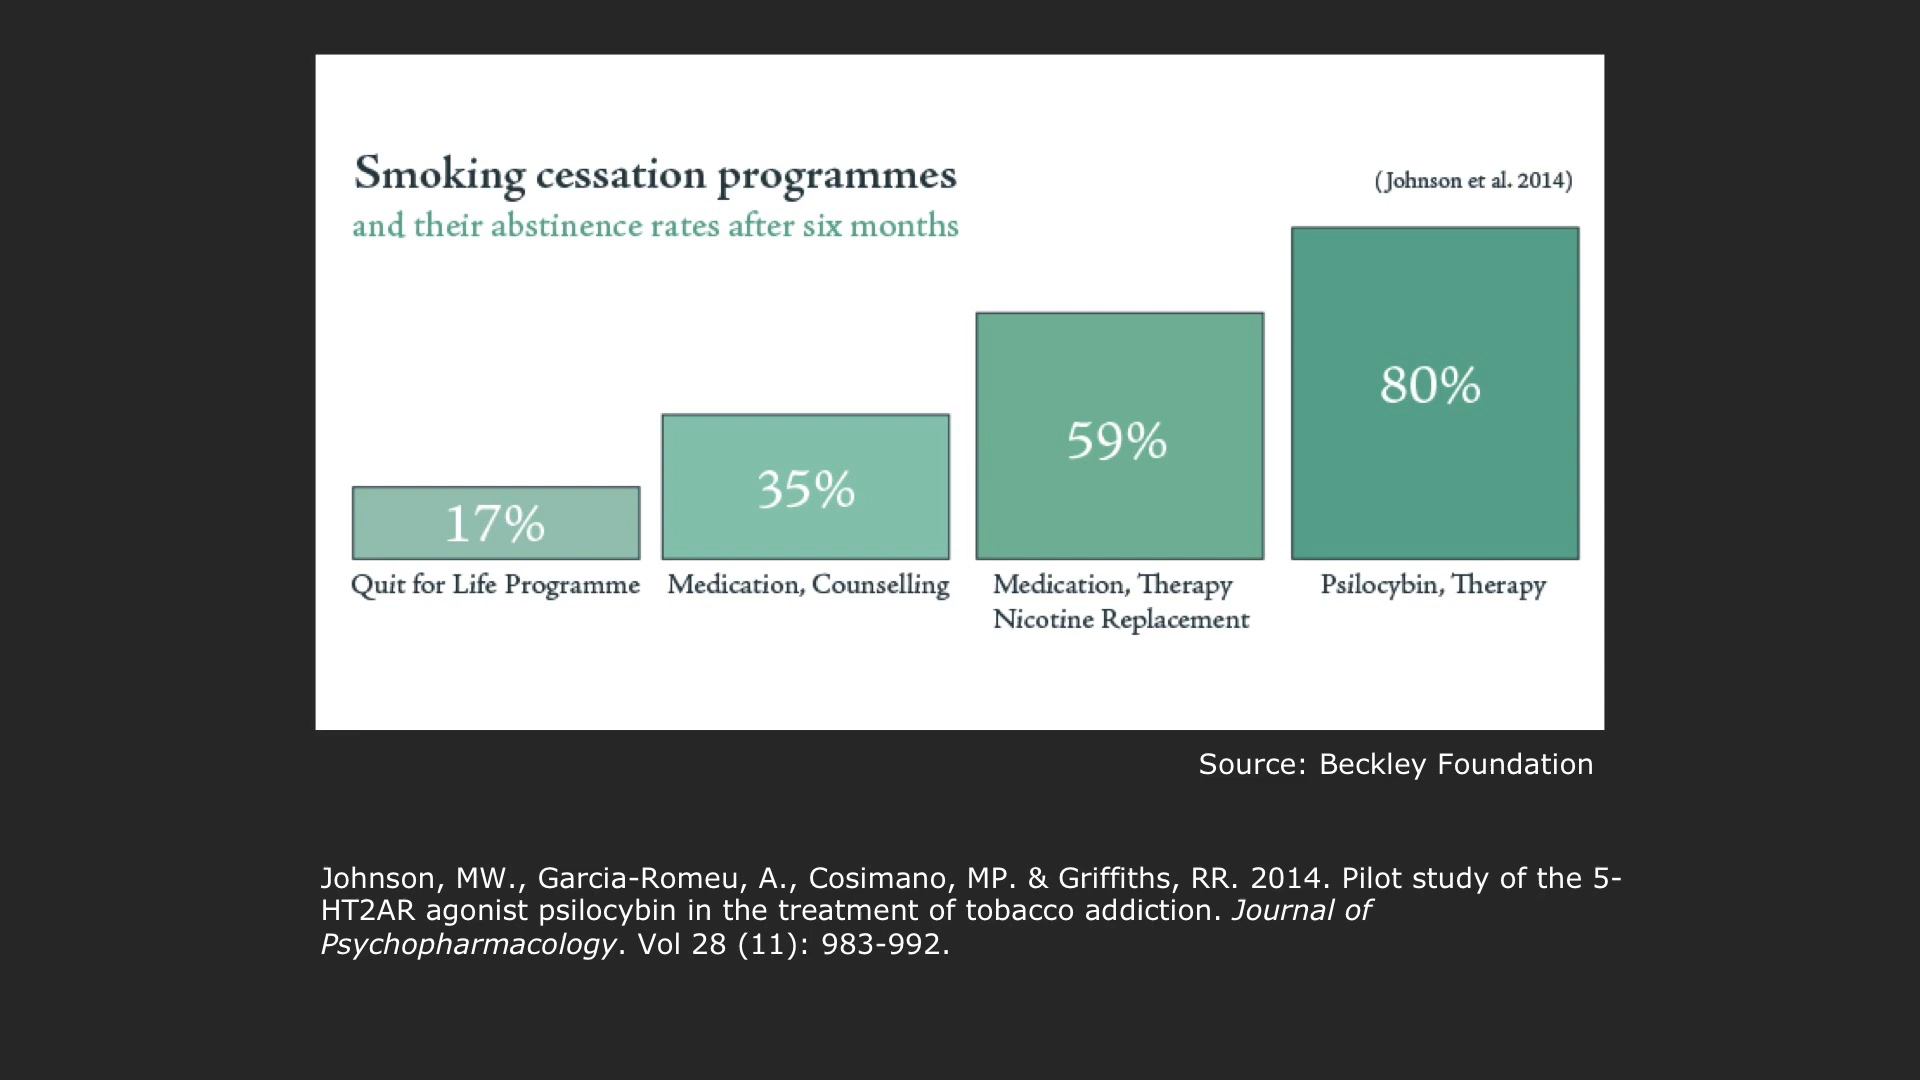 Smoking cessation programmes
(Johnson et al. 2014)
and their abstinence rates after six months
17%
35%
59%
80%
Quit for Life Programme
Medication, Counselling
Medication, Therapy
Nicotine Replacement
Psilocybin, Therapy
Source: Beckley Foundation
Johnson, MW., Garcia-Romeu, A., Cosimano, MP. & Griffiths, RR. 2014. Pilot study of the 5-
HT2AR agonist psilocybin in the treatment of tobacco addiction. Journal of
Psychopharmacology. Vol 28 (11): 983-992.